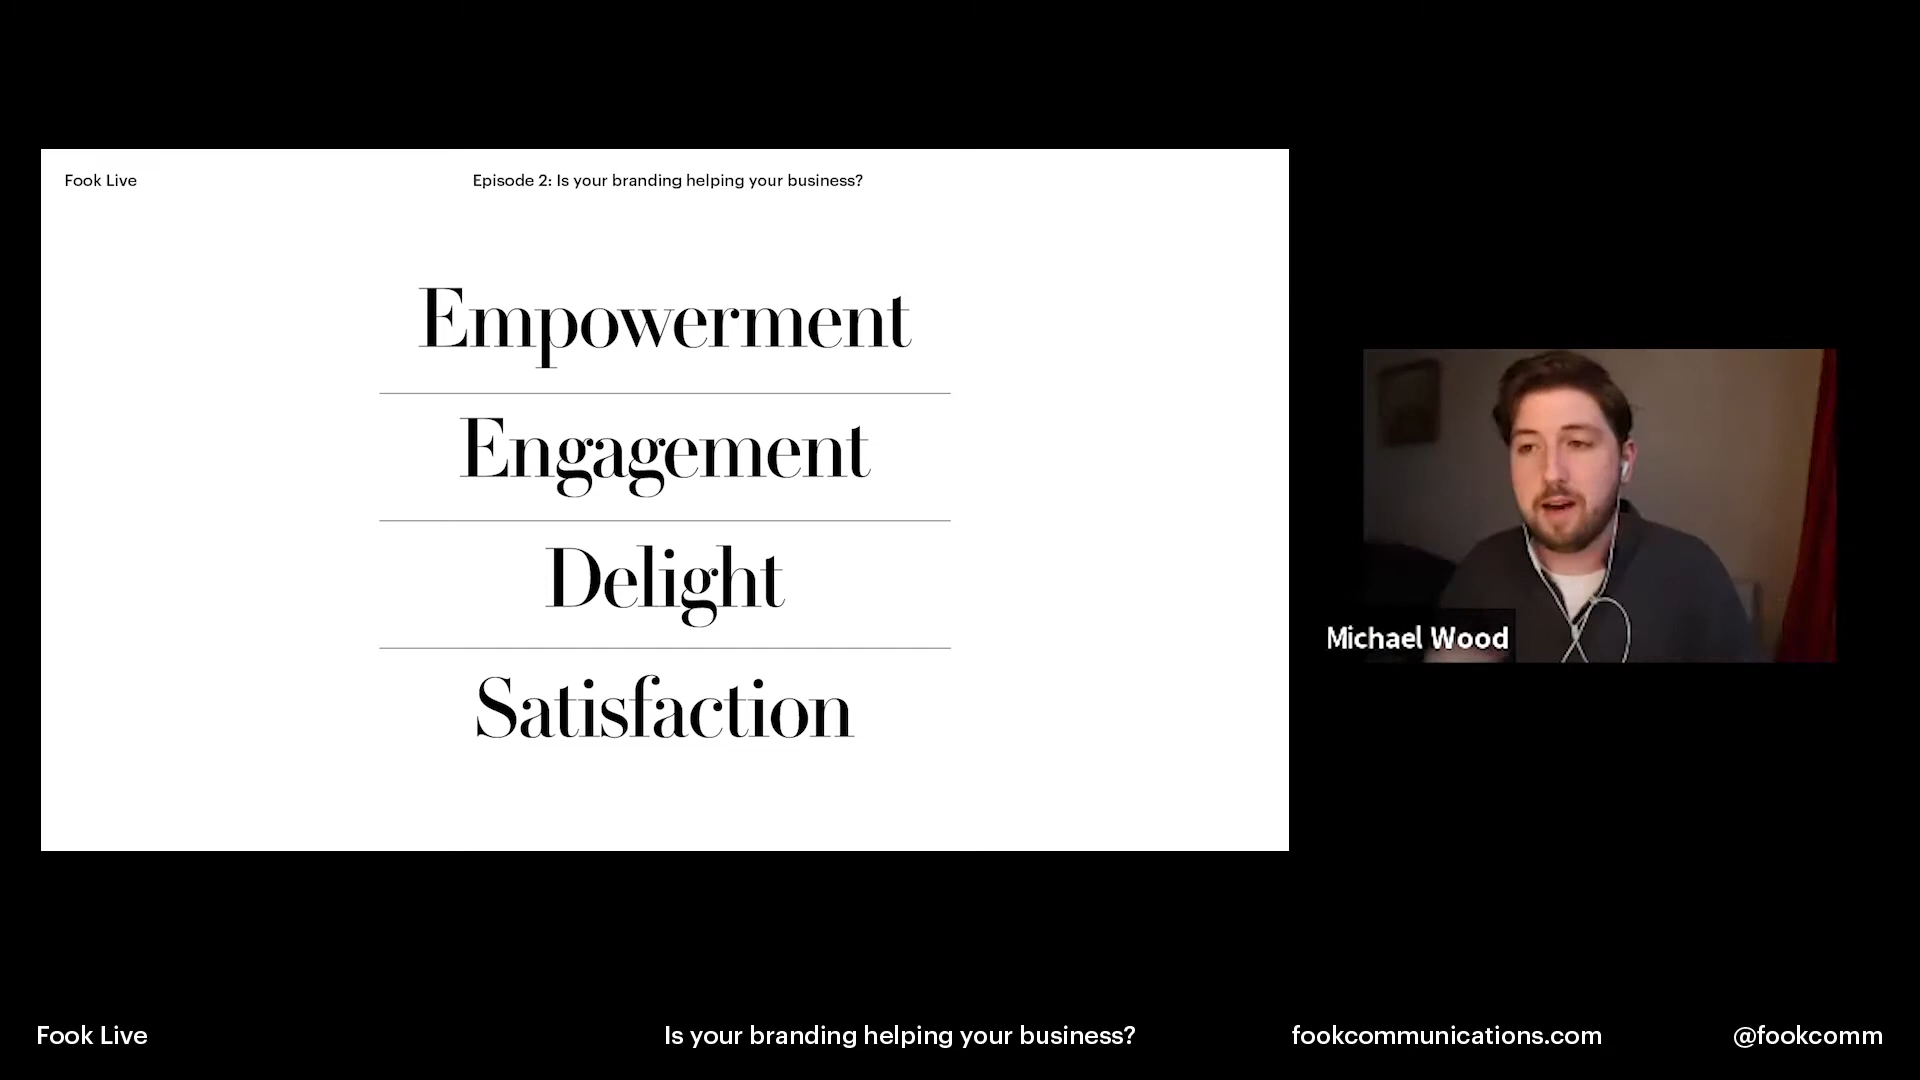 Fook Live
Episode 2: Is your branding helping your business?
Empowerment
Engagement
Delight
Satisfaction
Michael Wood
Fook Live
Is your branding helping your business?
fookcommunications.com
@fookcomm